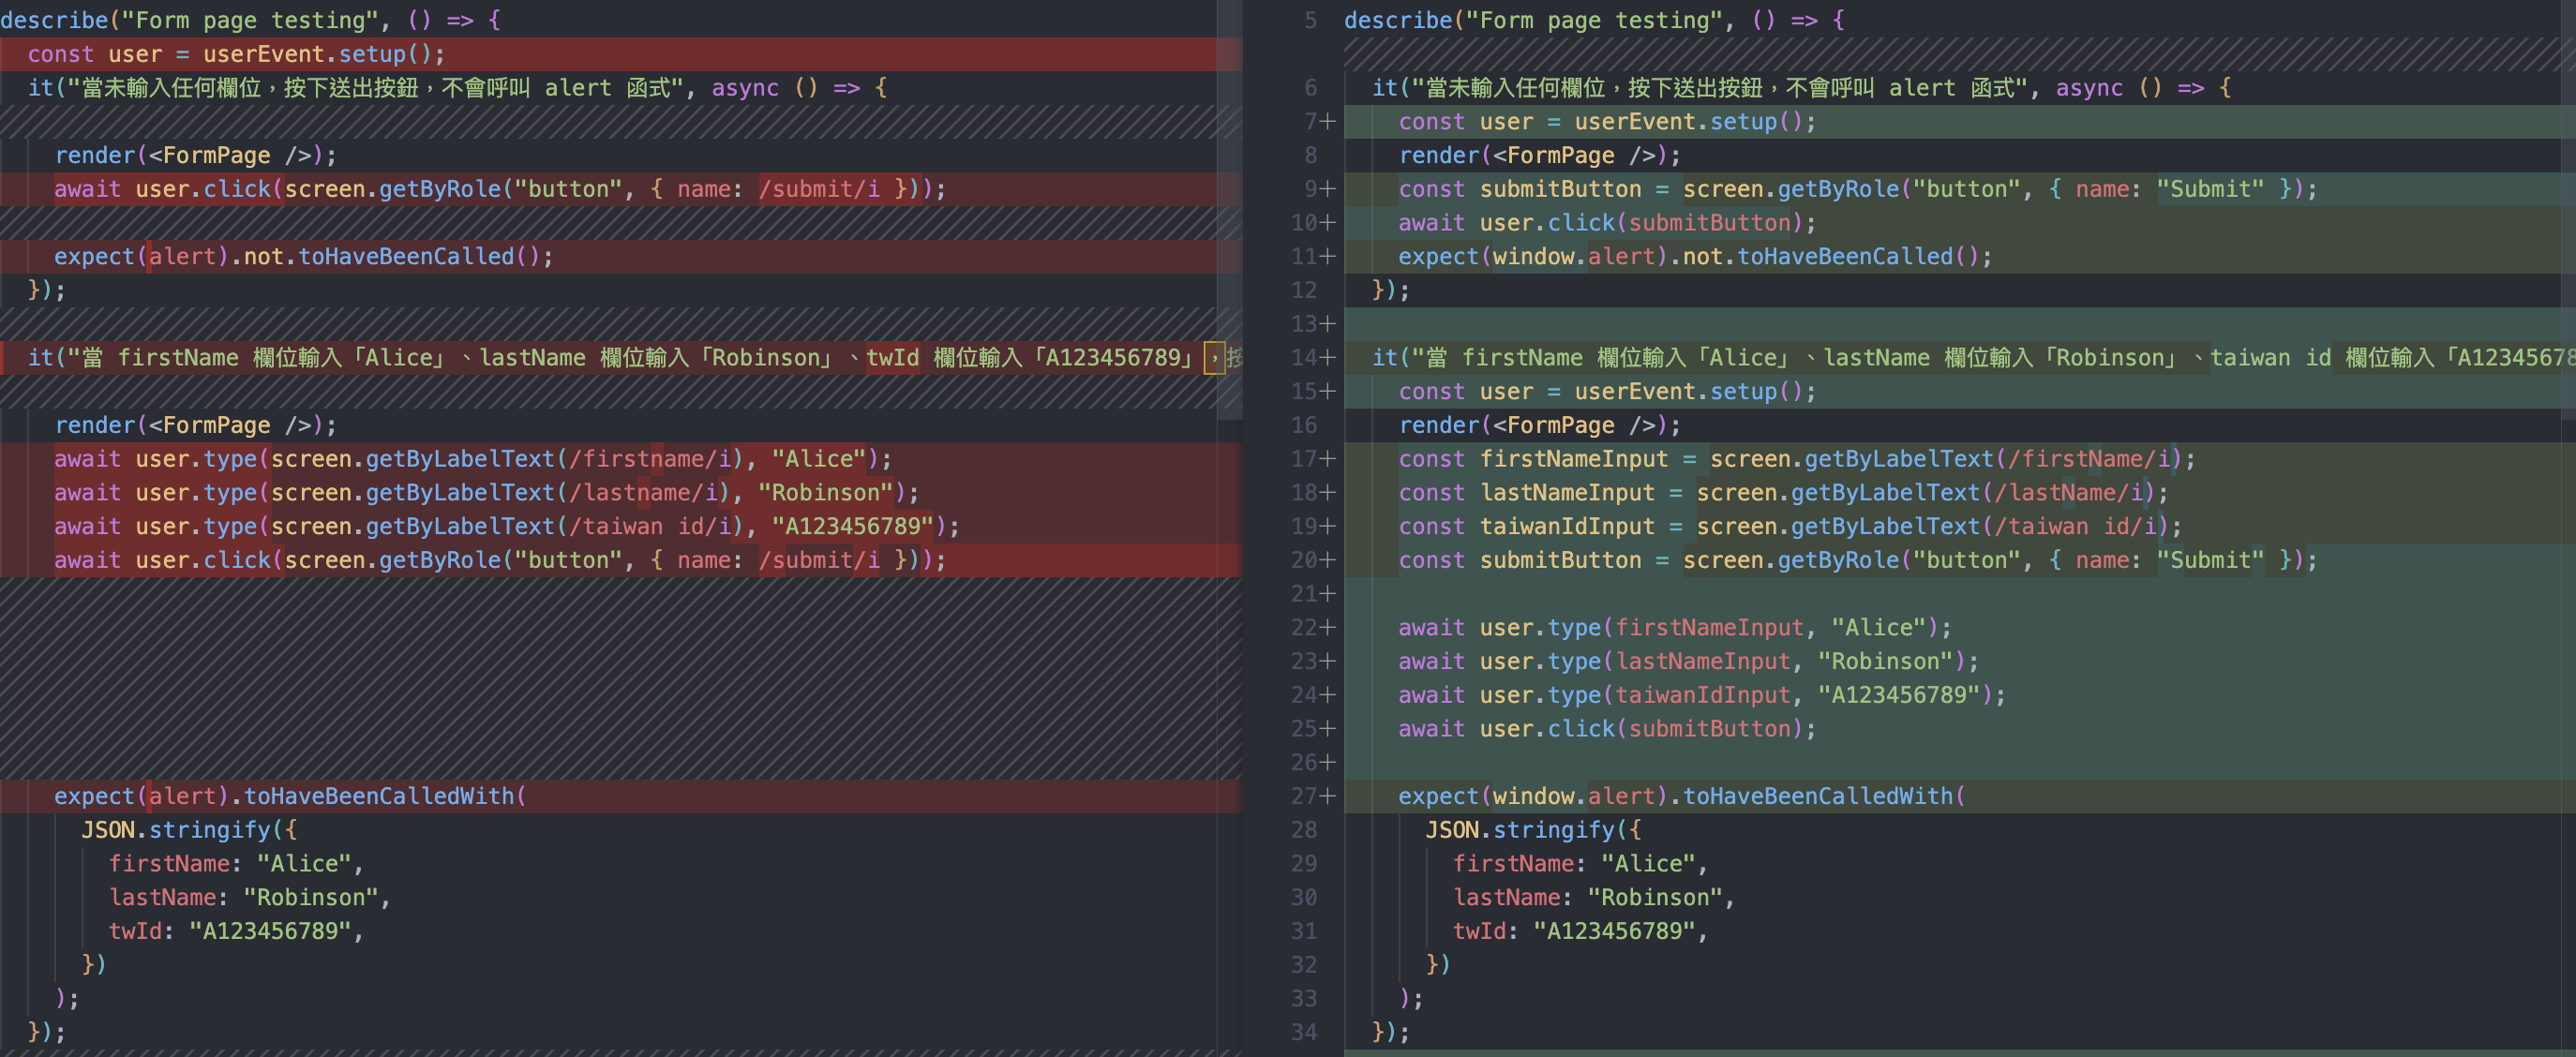 describe("Form page testing", () => {
  const user = userEvent.setup();
  it("當未輸入任何欄位，按下送出按鈕，不會呼叫 alert 函式", async () => {
    render(<FormPage />);
    await user.click(screen.getByRole("button", { name: /submit/i }));
    expect(alert).not.toHaveBeenCalled();
  });
  it("當 firstName 欄位輸入「Alice」、lastName 欄位輸入「Robinson」、twId 欄位輸入「A123456789」，按
    render(<FormPage />);
    await user.type(screen.getByLabelText(/firstname/i), "Alice");
    await user.type(screen.getByLabelText(/lastname/i), "Robinson");
    await user.type(screen.getByLabelText(/taiwan id/i), "A123456789");
    await user.click(screen.getByRole("button", { name: /submit/i }));
    expect(alert).toHaveBeenCalledWith(
      JSON.stringify({
        firstName: "Alice",
        lastName: "Robinson",
        twId: "A123456789",
      })
    );
  });
5 describe("Form page testing", () => {
6   it("當未輸入任何欄位，按下送出按鈕，不會呼叫 alert 函式", async () => {
7+     const user = userEvent.setup();
8     render(<FormPage />);
9+     const submitButton = screen.getByRole("button", { name: "Submit" });
10+     await user.click(submitButton);
11+     expect(window.alert).not.toHaveBeenCalled();
12   });
13+
14+   it("當 firstName 欄位輸入「Alice」、lastName 欄位輸入「Robinson」、taiwan id 欄位輸入「A12345678
15+     const user = userEvent.setup();
16     render(<FormPage />);
17+     const firstNameInput = screen.getByLabelText(/firstName/i);
18+     const lastNameInput = screen.getByLabelText(/lastName/i);
19+     const taiwanIdInput = screen.getByLabelText(/taiwan id/i);
20+     const submitButton = screen.getByRole("button", { name: "Submit" });
21+
22+     await user.type(firstNameInput, "Alice");
23+     await user.type(lastNameInput, "Robinson");
24+     await user.type(taiwanIdInput, "A123456789");
25+     await user.click(submitButton);
26+
27+     expect(window.alert).toHaveBeenCalledWith(
28       JSON.stringify({
29         firstName: "Alice",
30         lastName: "Robinson",
31         twId: "A123456789",
32       })
33     );
34   });